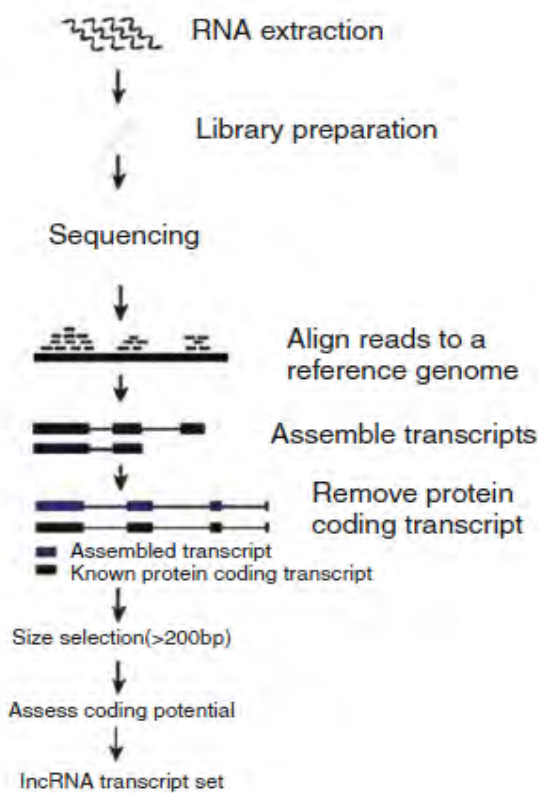 RNA extraction
Library preparation
Sequencing
Align reads to a
reference genome
Assemble transcripts
Remove protein
coding transcript
Assembled transcript
Known protein coding transcript
Size selection(>200bp)
Assess coding potential
lncRNA transcript set